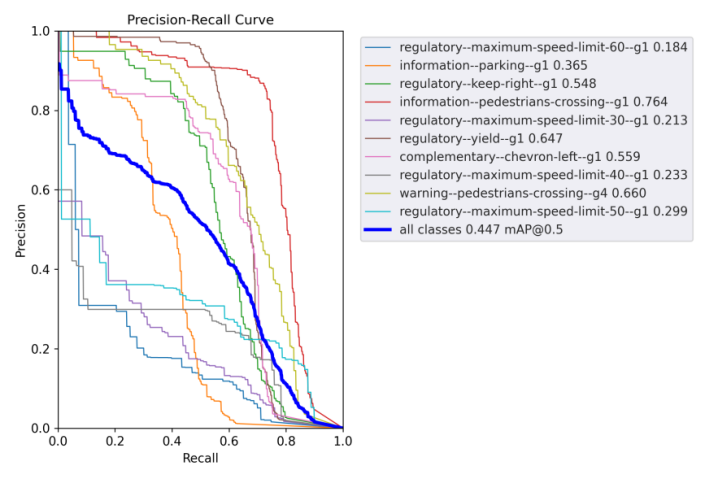 Precision-Recall Curve
1.0
0.8
0.6
0.4
0.2
0.0
Precision
0.0 0.2 0.4 0.6 0.8 1.0
Recall
regulatory--maximum-speed-limit-60--g1 0.184
information--parking--g1 0.365
regulatory--keep-right--g1 0.548
information--pedestrians-crossing--g1 0.764
regulatory--maximum-speed-limit-30--g1 0.213
regulatory--yield--g1 0.647
complementary--chevron-left--g1 0.559
regulatory--maximum-speed-limit-40--g1 0.233
warning--pedestrians-crossing--g4 0.660
regulatory--maximum-speed-limit-50--g1 0.299
all classes 0.447 mAP@0.5